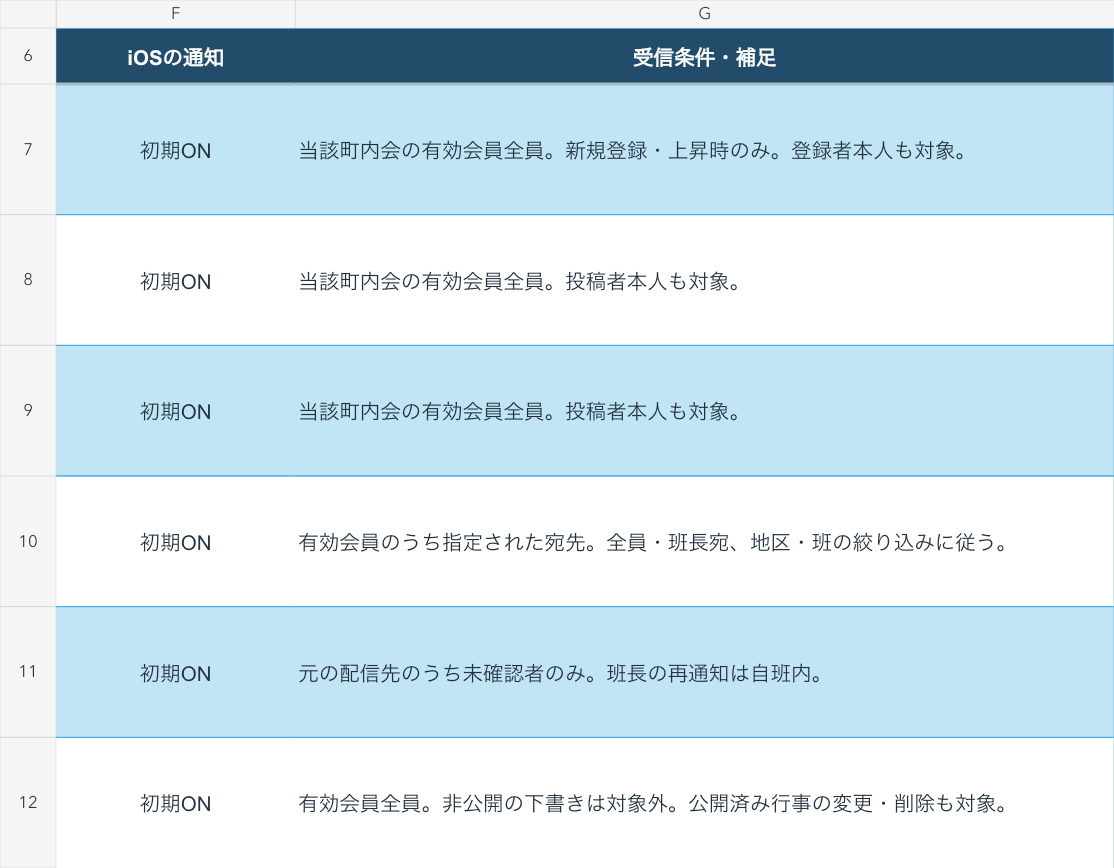 F G
6 iOSの通知 受信条件・補足
7 初期ON 当該町内会の有効会員全員。新規登録・上昇時のみ。登録者本人も対象。
8 初期ON 当該町内会の有効会員全員。投稿者本人も対象。
9 初期ON 当該町内会の有効会員全員。投稿者本人も対象。
10 初期ON 有効会員のうち指定された宛先。全員・班長宛、地区・班の絞り込みに従う。
11 初期ON 元の配信先のうち未確認者のみ。班長の再通知は自班内。
12 初期ON 有効会員全員。非公開の下書きは対象外。公開済み行事の変更・削除も対象。